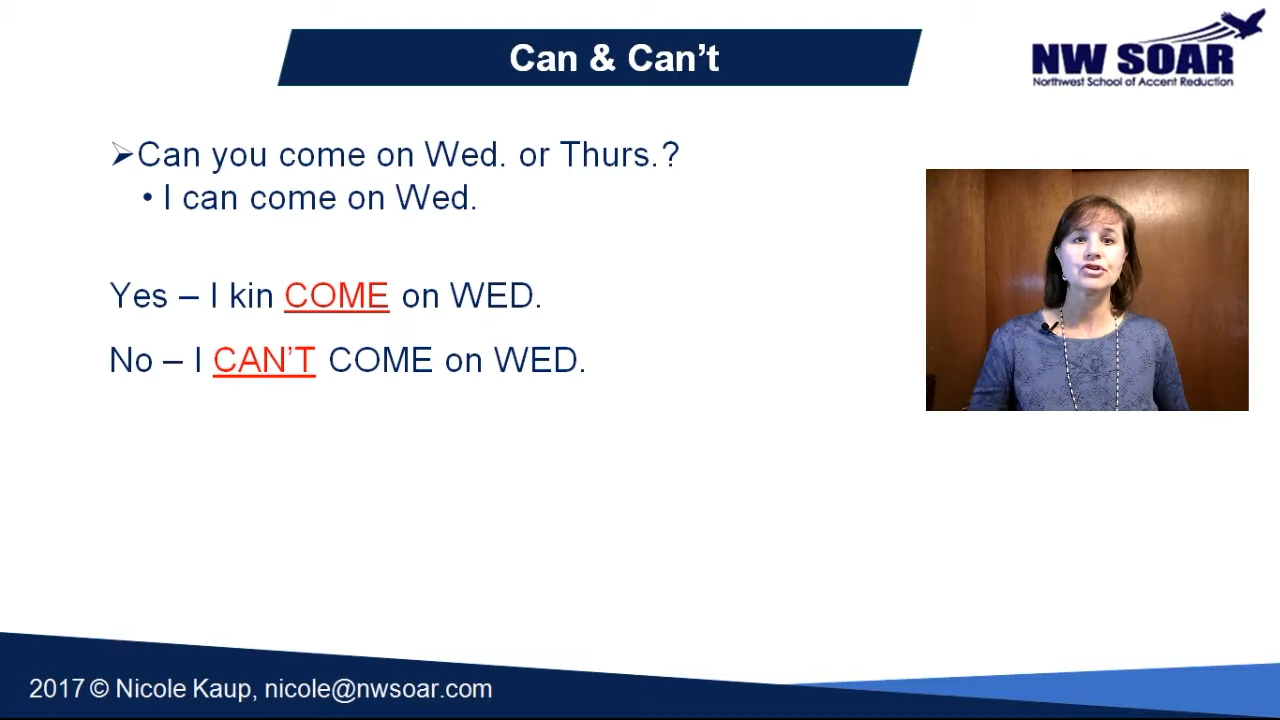 Can & Can't
NW SOAR
Northwest School of Accent Reduction
➢Can you come on Wed. or Thurs.?
• I can come on Wed.
Yes – I kin COME on WED.
No – I CAN'T COME on WED.
2017 © Nicole Kaup, nicole@nwsoar.com